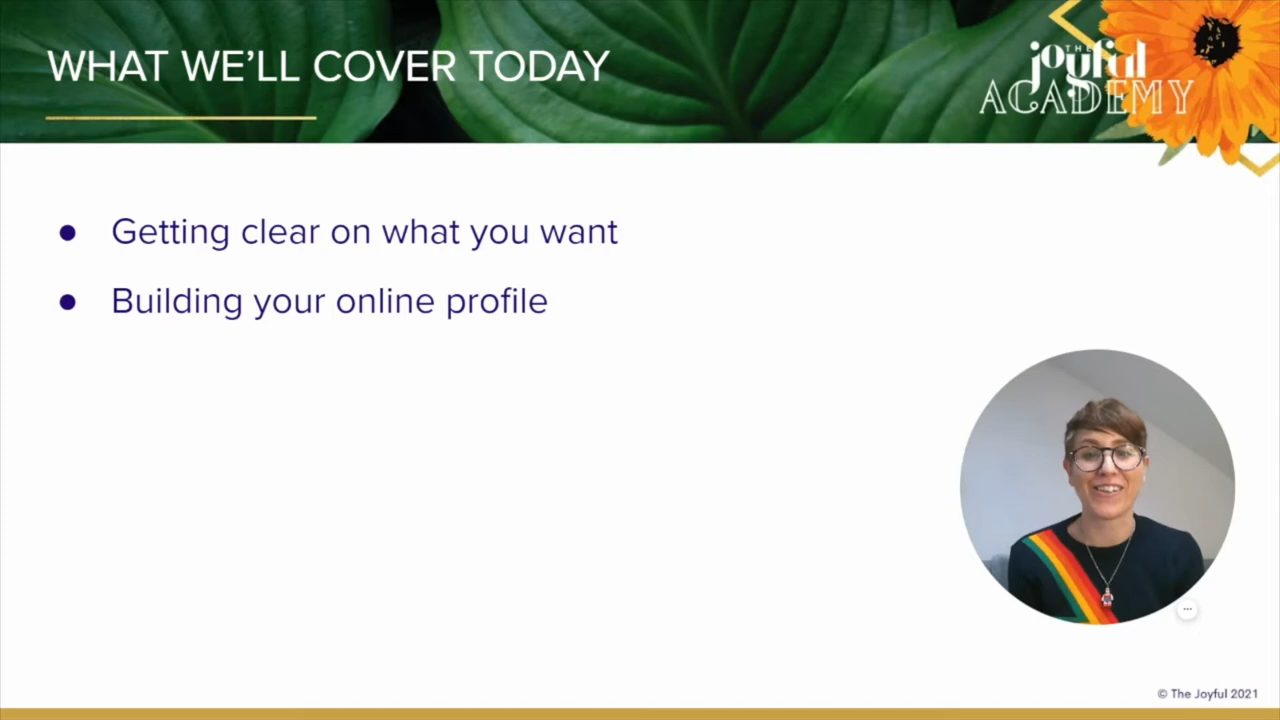 WHAT WE'LL COVER TODAY
THE
joyful
ACADEMY
● Getting clear on what you want
● Building your online profile
© The Joyful 2021